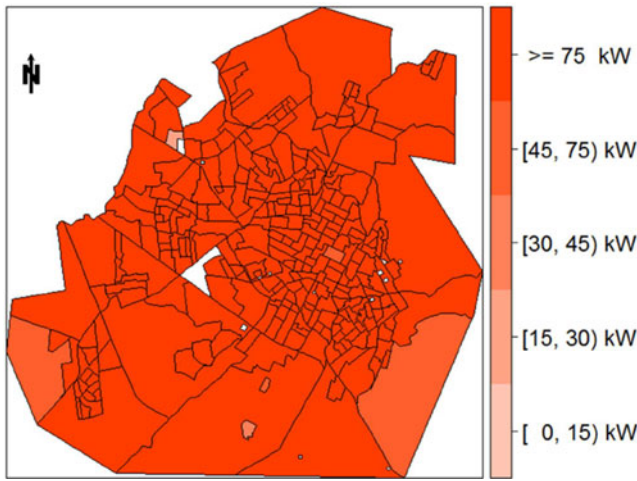 N
>= 75 kW
[45, 75) kW
[30, 45) kW
[15, 30) kW
[ 0, 15) kW